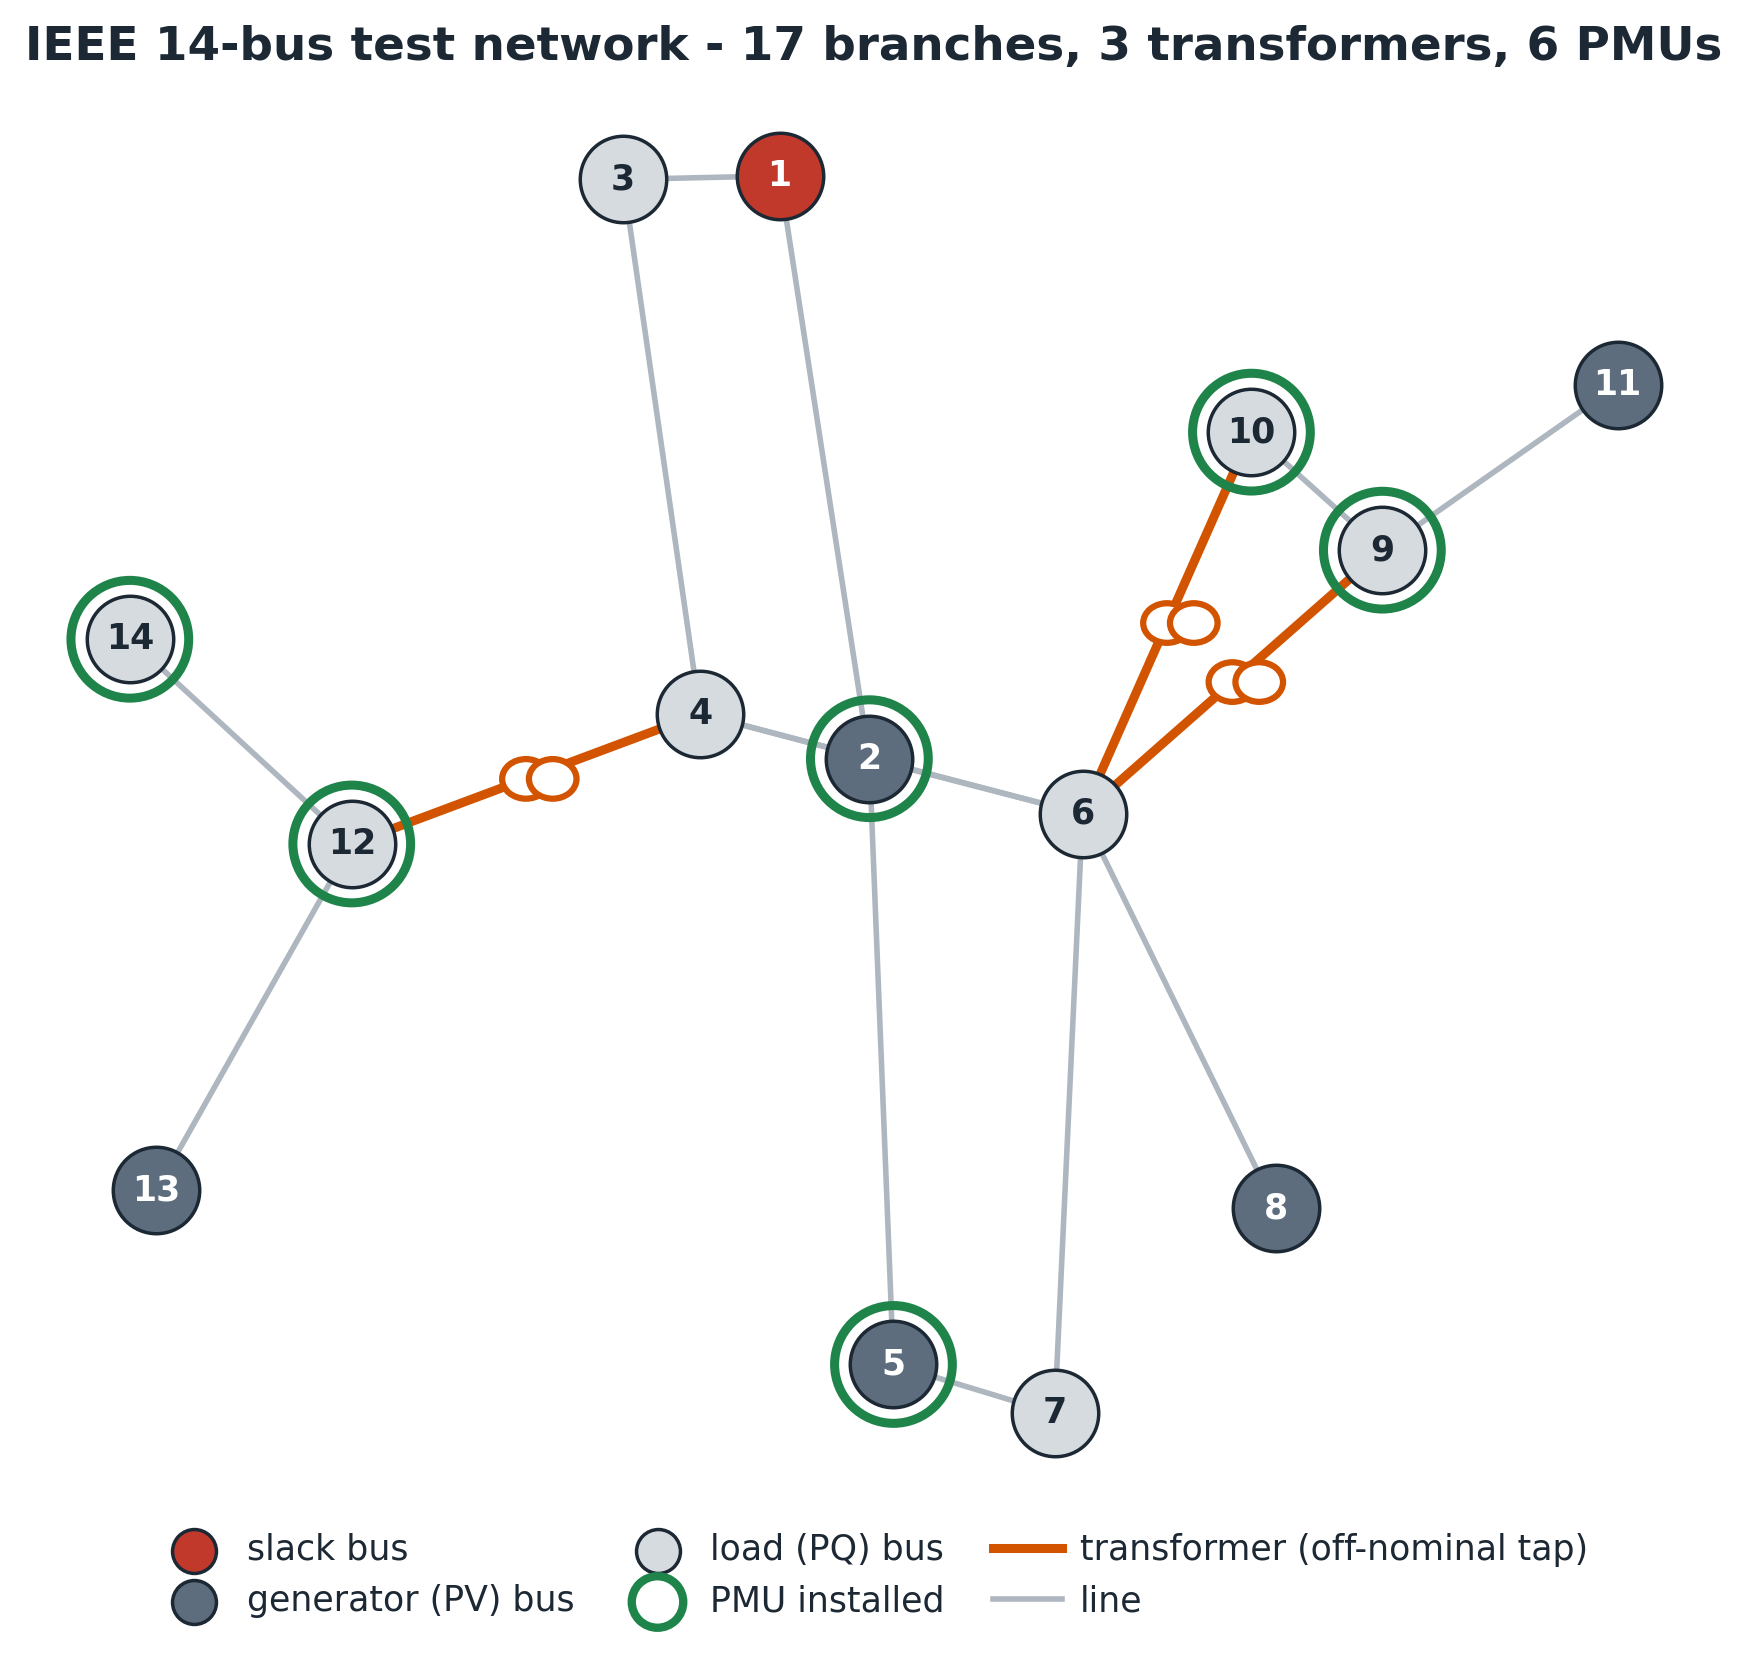 IEEE 14-bus test network - 17 branches, 3 transformers, 6 PMUs
3
1
11
10
9
14
4
2
6
12
13
8
5
7
slack bus
generator (PV) bus
load (PQ) bus
PMU installed
transformer (off-nominal tap)
line